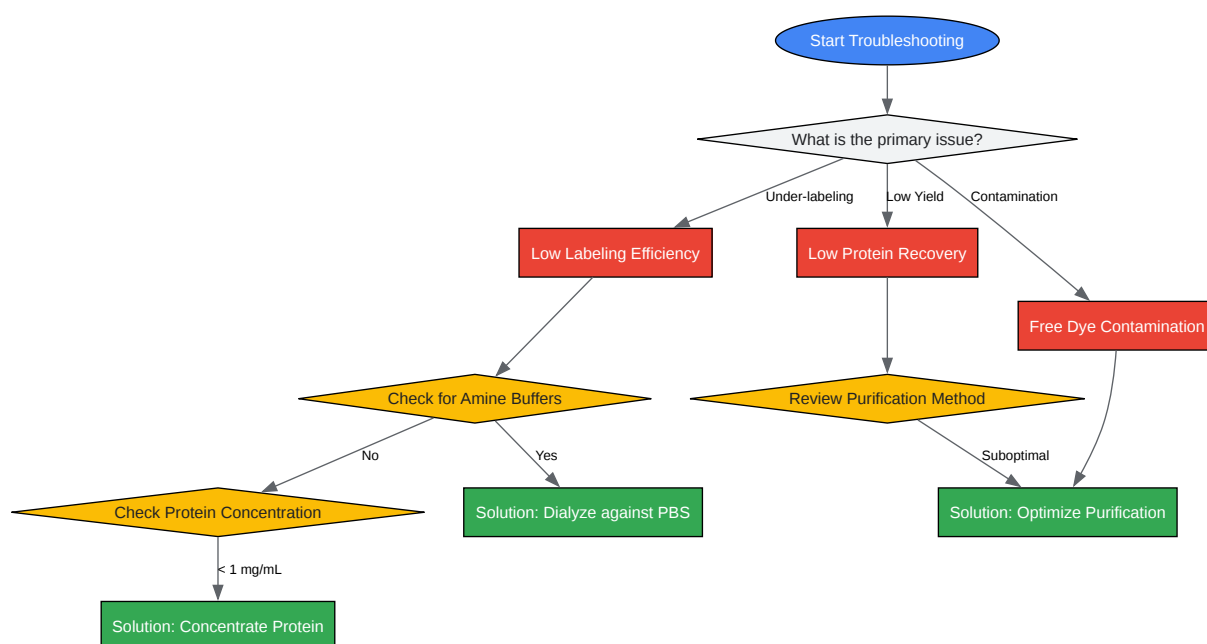 Start Troubleshooting
What is the primary issue?
Under-labeling
Low Yield
Contamination
Low Labeling Efficiency
Low Protein Recovery
Free Dye Contamination
Check for Amine Buffers
Review Purification Method
No
Yes
Suboptimal
Check Protein Concentration
Solution: Dialyze against PBS
Solution: Optimize Purification
< 1 mg/mL
Solution: Concentrate Protein